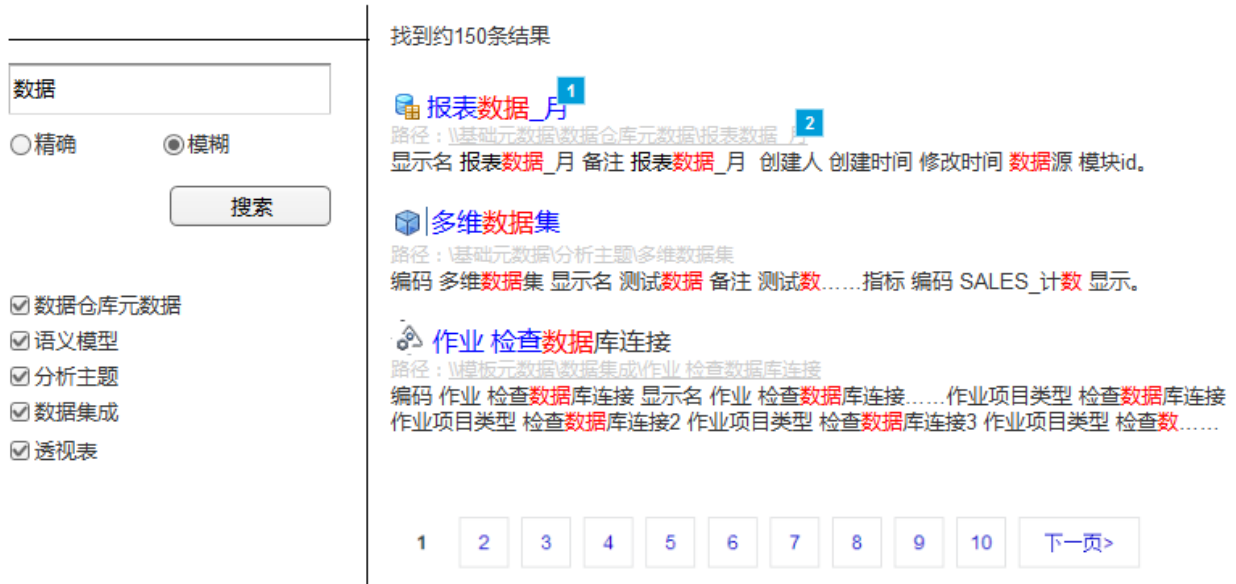 数据
精确 模糊
搜索
数据仓库元数据
语义模型
分析主题
数据集成
透视表
找到约150条结果
报表数据_月 1
路径：\\基础元数据\数据仓库元数据\报表数据_月 2
显示名 报表数据_月 备注 报表数据_月 创建人 创建时间 修改时间 数据源 模块id。
多维数据集
路径：\基础元数据\分析主题\多维数据集
编码 多维数据集 显示名 测试数据 备注 测试数……指标 编码 SALES_计数 显示。
作业 检查数据库连接
路径：\\模板元数据\数据集成\作业 检查数据库连接
编码 作业 检查数据库连接 显示名 作业 检查数据库连接……作业项目类型 检查数据库连接
作业项目类型 检查数据库连接2 作业项目类型 检查数据库连接3 作业项目类型 检查数……
1 2 3 4 5 6 7 8 9 10 下一页>